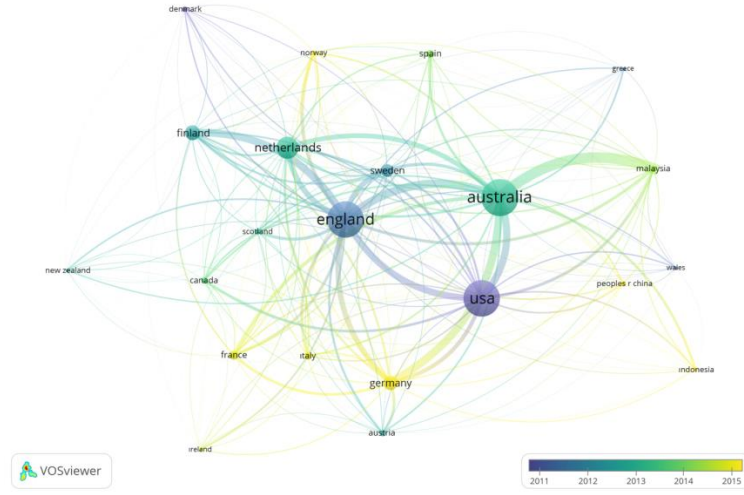 denmark
norway
spain
greece
finland
netherlands
sweden
malaysia
australia
england
scotland
new zealand
wales
canada
peoples r china
usa
france
italy
indonesia
germany
austria
ireland
VOSviewer
2011 2012 2013 2014 2015